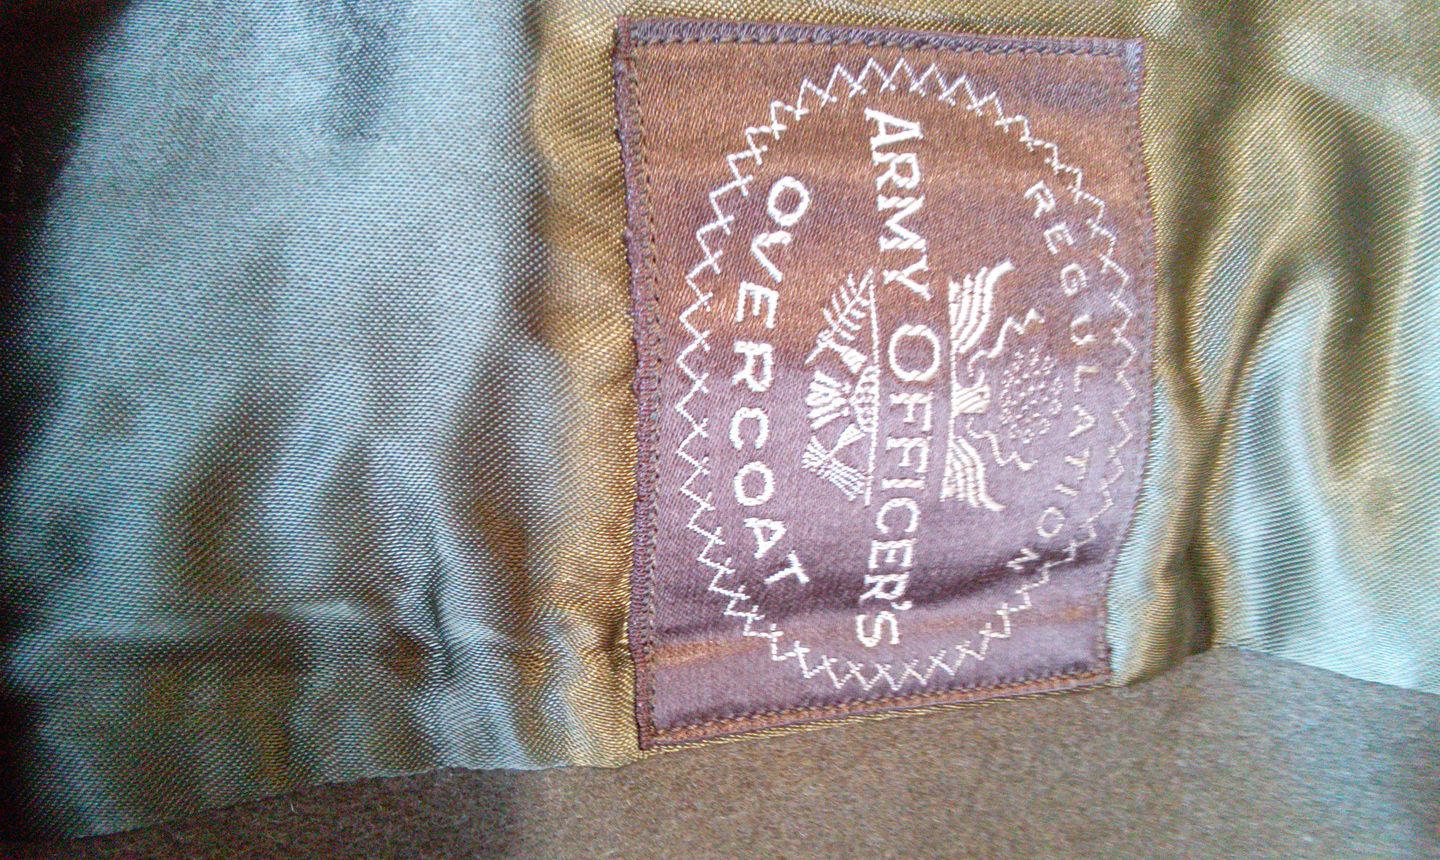 REGULATION
ARMY OFFICER'S
OVERCOAT